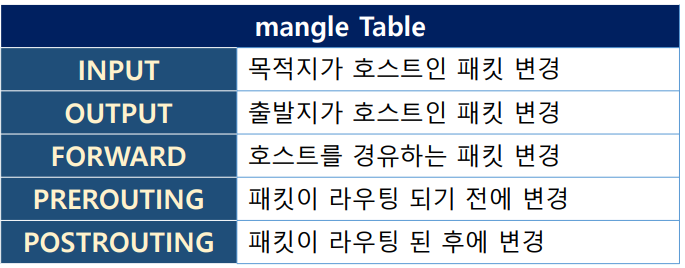 mangle Table
INPUT 목적지가 호스트인 패킷 변경
OUTPUT 출발지가 호스트인 패킷 변경
FORWARD 호스트를 경유하는 패킷 변경
PREROUTING 패킷이 라우팅 되기 전에 변경
POSTROUTING 패킷이 라우팅 된 후에 변경